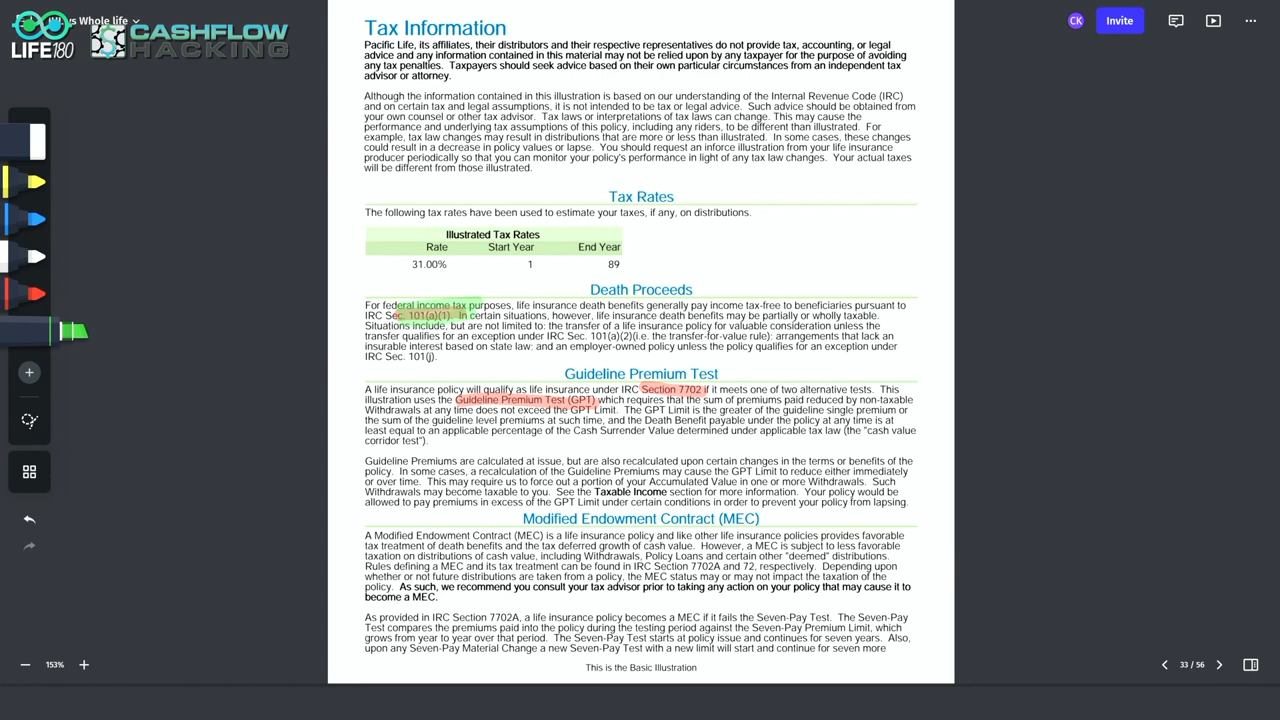 LIFE180
CASHFLOW
HACKING
Whole life
CK
Invite
Tax Information
Pacific Life, its affiliates, their distributors and their respective representatives do not provide tax, accounting, or legal
advice and any information contained in this material may not be relied upon by any taxpayer for the purpose of avoiding
any tax penalties. Taxpayers should seek advice based on their own particular circumstances from an independent tax
advisor or attorney.
Although the information contained in this illustration is based on our understanding of the Internal Revenue Code (IRC)
and on certain tax and legal assumptions, it is not intended to be tax or legal advice. Such advice should be obtained from
your own counsel or other tax advisor. Tax laws or interpretations of tax laws can change. This may cause the
performance and underlying tax assumptions of this policy, including any riders, to be different than illustrated. For
example, tax law changes may result in distributions that are more or less than illustrated. In some cases, these changes
could result in a decrease in policy values or lapse. You should request an inforce illustration from your life insurance
producer periodically so that you can monitor your policy's performance in light of any tax law changes. Your actual taxes
will be different from those illustrated.
Tax Rates
The following tax rates have been used to estimate your taxes, if any, on distributions.
Illustrated Tax Rates
Rate Start Year End Year
31.00% 1 89
Death Proceeds
For federal income tax purposes, life insurance death benefits generally pay income tax-free to beneficiaries pursuant to
IRC Sec. 101(a)(1). In certain situations, however, life insurance death benefits may be partially or wholly taxable.
Situations include, but are not limited to: the transfer of a life insurance policy for valuable consideration unless the
transfer qualifies for an exception under IRC Sec. 101(a)(2)(i.e. the transfer-for-value rule); arrangements that lack an
insurable interest based on state law; and an employer-owned policy unless the policy qualifies for an exception under
IRC Sec. 101(j).
Guideline Premium Test
A life insurance policy will qualify as life insurance under IRC Section 7702 if it meets one of two alternative tests. This
illustration uses the Guideline Premium Test (GPT) which requires that the sum of premiums paid reduced by non-taxable
Withdrawals at any time does not exceed the GPT Limit. The GPT Limit is the greater of the guideline single premium or
the sum of the guideline level premiums at such time, and the Death Benefit payable under the policy at any time is at
least equal to an applicable percentage of the Cash Surrender Value determined under applicable tax law (the "cash value
corridor test").
Guideline Premiums are calculated at issue, but are also recalculated upon certain changes in the terms or benefits of the
policy. In some cases, a recalculation of the Guideline Premiums may cause the GPT Limit to reduce either immediately
or over time. This may require us to force out a portion of your Accumulated Value in one or more Withdrawals. Such
Withdrawals may become taxable to you. See the Taxable Income section for more information. Your policy would be
allowed to pay premiums in excess of the GPT Limit under certain conditions in order to prevent your policy from lapsing.
Modified Endowment Contract (MEC)
A Modified Endowment Contract (MEC) is a life insurance policy and like other life insurance policies provides favorable
tax treatment of death benefits and the tax deferred growth of cash value. However, a MEC is subject to less favorable
taxation on distributions of cash value, including Withdrawals, Policy Loans and certain other "deemed" distributions.
Rules defining a MEC and its tax treatment can be found in IRC Section 7702A and 72, respectively. Depending upon
whether or not future distributions are taken from a policy, the MEC status may or may not impact the taxation of the
policy. As such, we recommend you consult your tax advisor prior to taking any action on your policy that may cause it to
become a MEC.
As provided in IRC Section 7702A, a life insurance policy becomes a MEC if it fails the Seven-Pay Test. The Seven-Pay
Test compares the premiums paid into the policy during the testing period against the Seven-Pay Premium Limit, which
grows from year to year over that period. The Seven-Pay Test starts at policy issue and continues for seven years. Also,
upon any Seven-Pay Material Change a new Seven-Pay Test with a new limit will start and continue for seven more
This is the Basic Illustration
153%
33 / 56